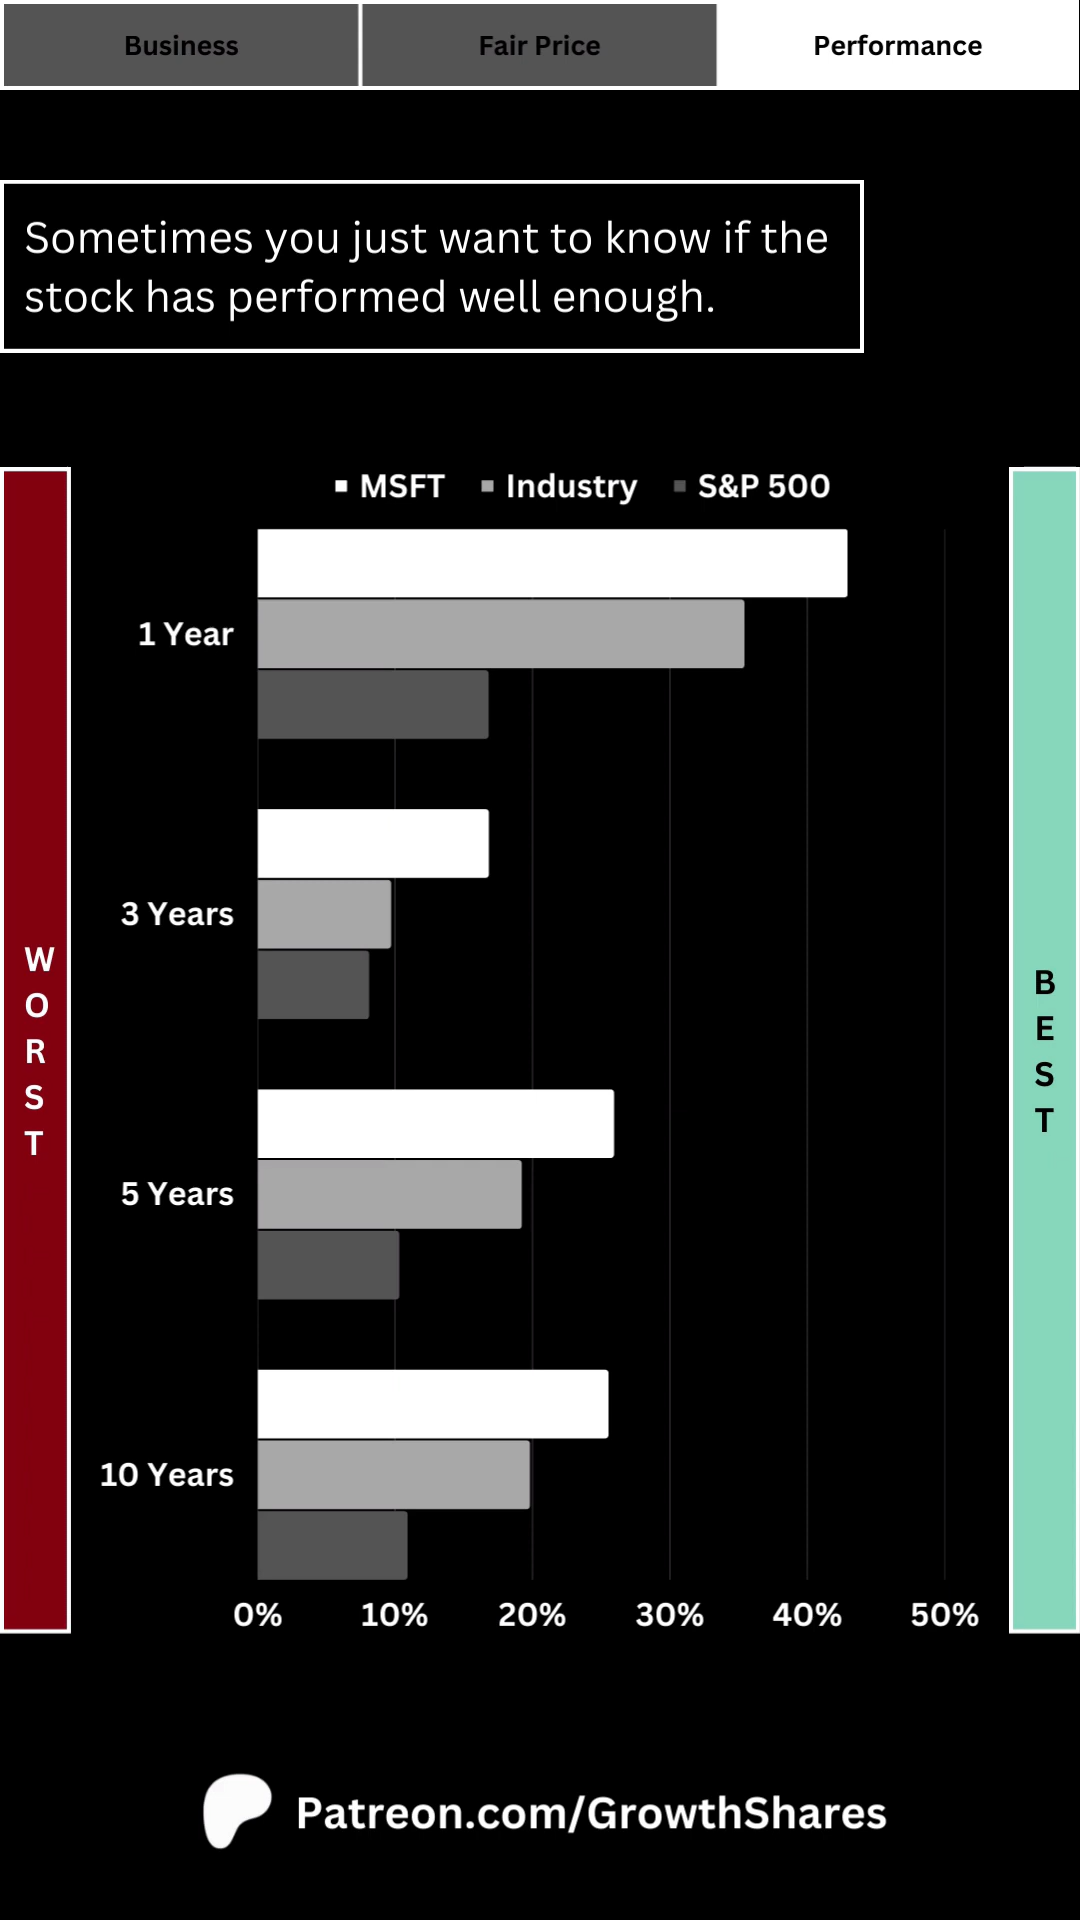 Business
Fair Price
Performance
Sometimes you just want to know if the
stock has performed well enough.
MSFT
Industry
S&P 500
1 Year
3 Years
5 Years
10 Years
0%
10%
20%
30%
40%
50%
W
O
R
S
T
B
E
S
T
Patreon.com/GrowthShares